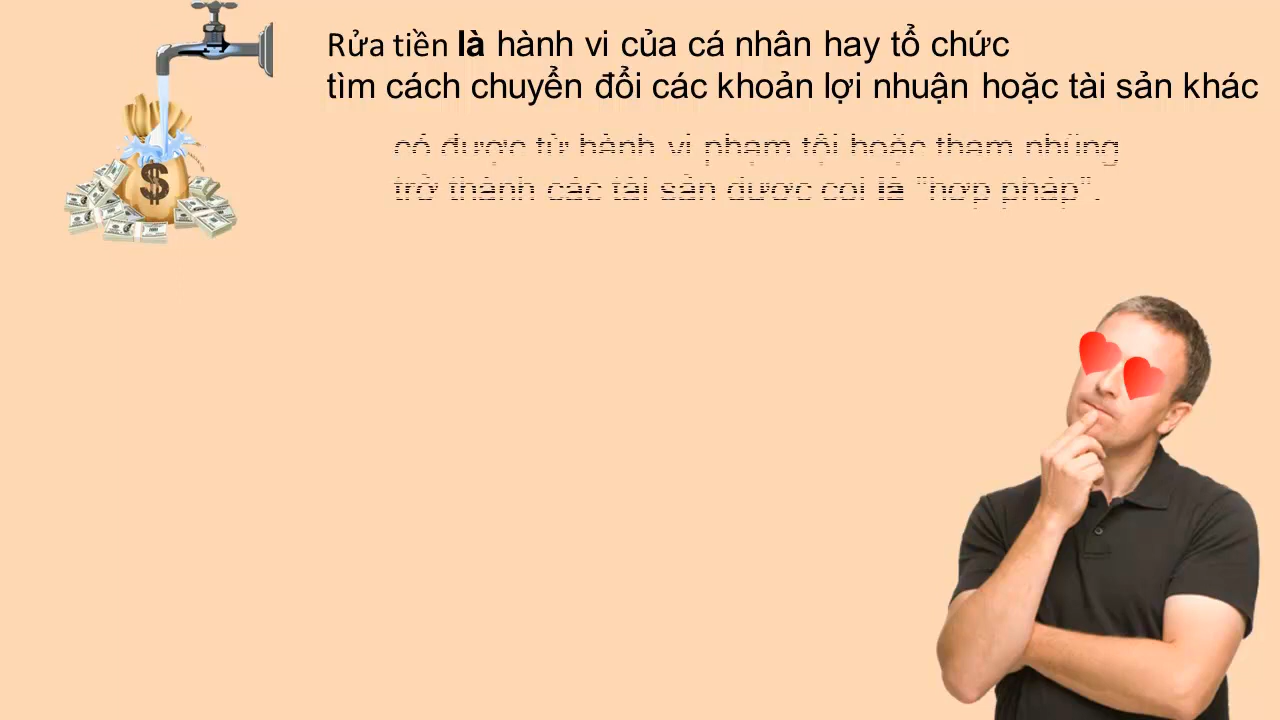 Rửa tiền là hành vi của cá nhân hay tổ chức
tìm cách chuyển đổi các khoản lợi nhuận hoặc tài sản khác
có được từ hành vi phạm tội hoặc tham nhũng
trở thành các tài sản được coi là "hợp pháp".
$